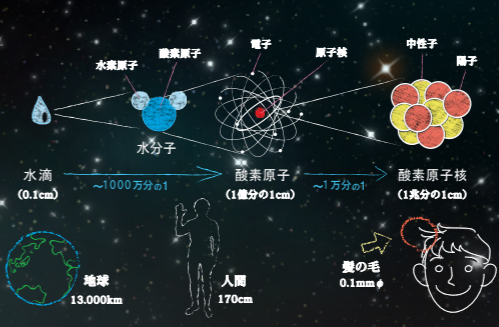 電子
原子核
中性子
酸素原子
水素原子
陽子
水分子
水滴
(0.1cm)
〜1000万分の1
酸素原子
(1億分の1cm)
〜1万分の1
酸素原子核
(1兆分の1cm)
地球
13.000km
人間
170cm
髪の毛
0.1mmφ